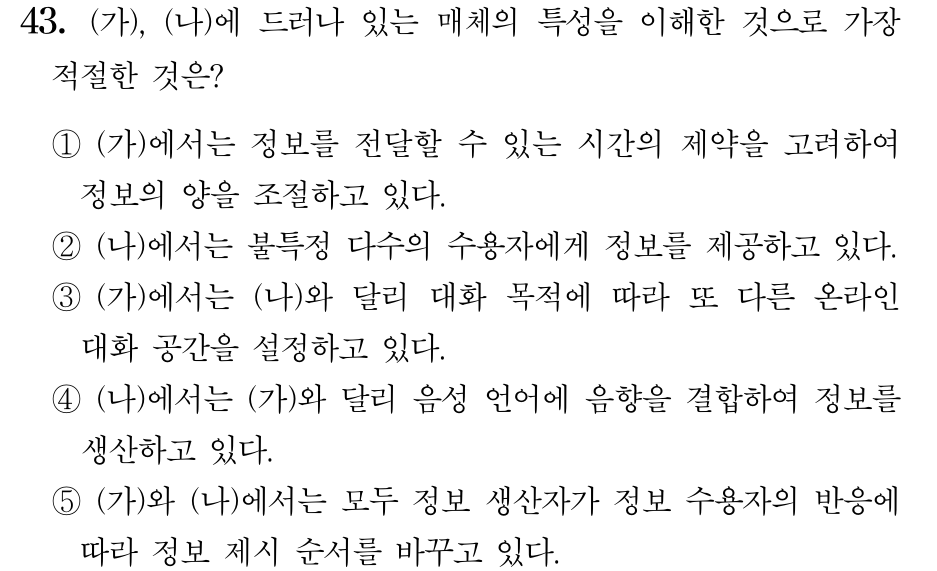 43. (가), (나)에 드러나 있는 매체의 특성을 이해한 것으로 가장
적절한 것은?
① (가)에서는 정보를 전달할 수 있는 시간의 제약을 고려하여
정보의 양을 조절하고 있다.
② (나)에서는 불특정 다수의 수용자에게 정보를 제공하고 있다.
③ (가)에서는 (나)와 달리 대화 목적에 따라 또 다른 온라인
대화 공간을 설정하고 있다.
④ (나)에서는 (가)와 달리 음성 언어에 음향을 결합하여 정보를
생산하고 있다.
⑤ (가)와 (나)에서는 모두 정보 생산자가 정보 수용자의 반응에
따라 정보 제시 순서를 바꾸고 있다.